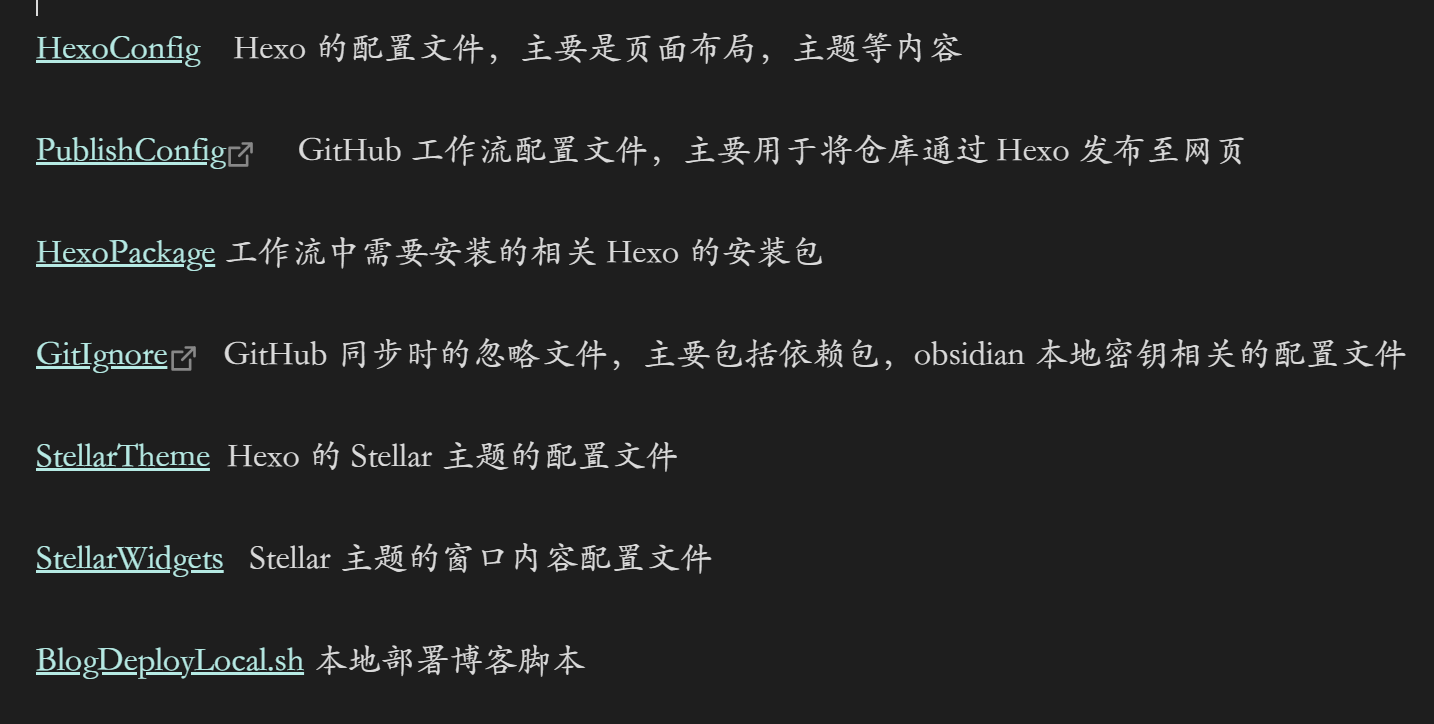 HexoConfig Hexo 的配置文件，主要是页面布局，主题等内容
PublishConfig GitHub 工作流配置文件，主要用于将仓库通过 Hexo 发布至网页
HexoPackage 工作流中需要安装的相关 Hexo 的安装包
GitIgnore GitHub 同步时的忽略文件，主要包括依赖包，obsidian 本地密钥相关的配置文件
StellarTheme Hexo 的 Stellar 主题的配置文件
StellarWidgets Stellar 主题的窗口内容配置文件
BlogDeployLocal.sh 本地部署博客脚本